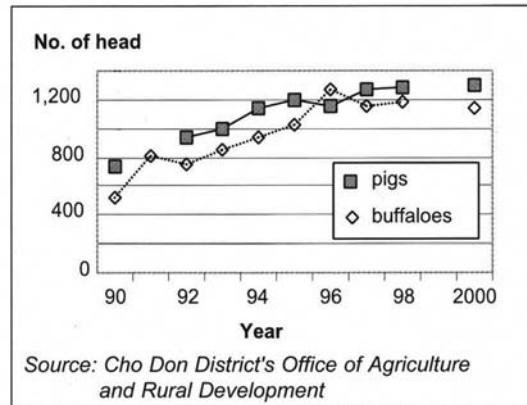 No. of head
1,200
800
400
0
pigs
buffaloes
90 92 94 96 98 2000
Year
Source: Cho Don District's Office of Agriculture
and Rural Development